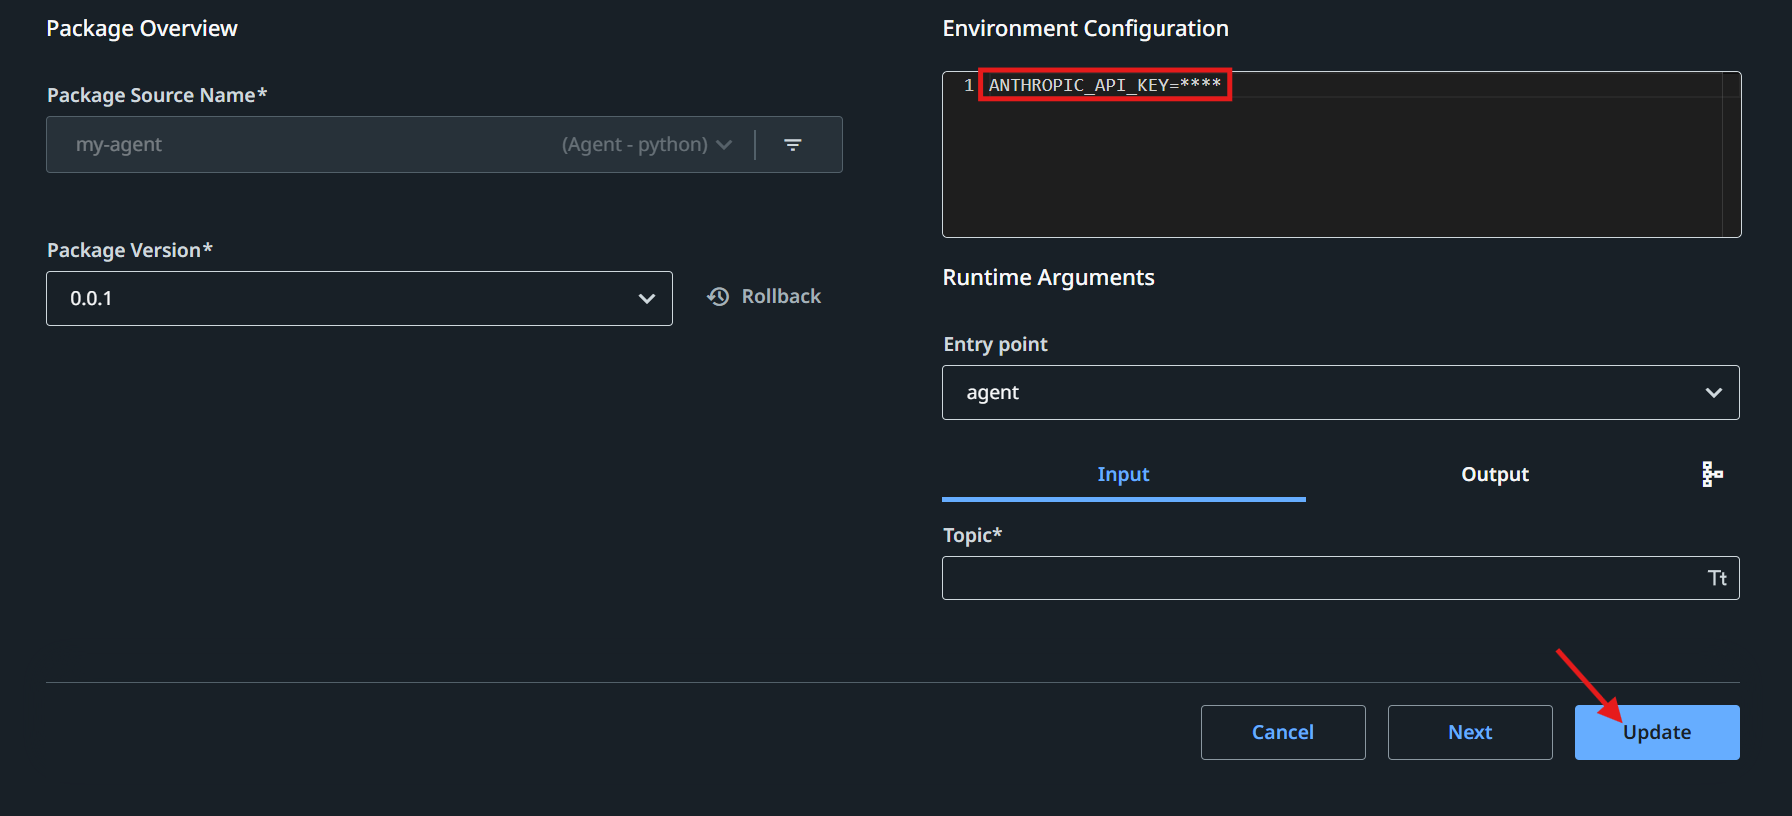 Package Overview
Package Source Name*
my-agent (Agent - python)
Package Version*
0.0.1
Rollback
Environment Configuration
1 ANTHROPIC_API_KEY=****
Runtime Arguments
Entry point
agent
Input Output
Topic*
Tt
Cancel Next Update